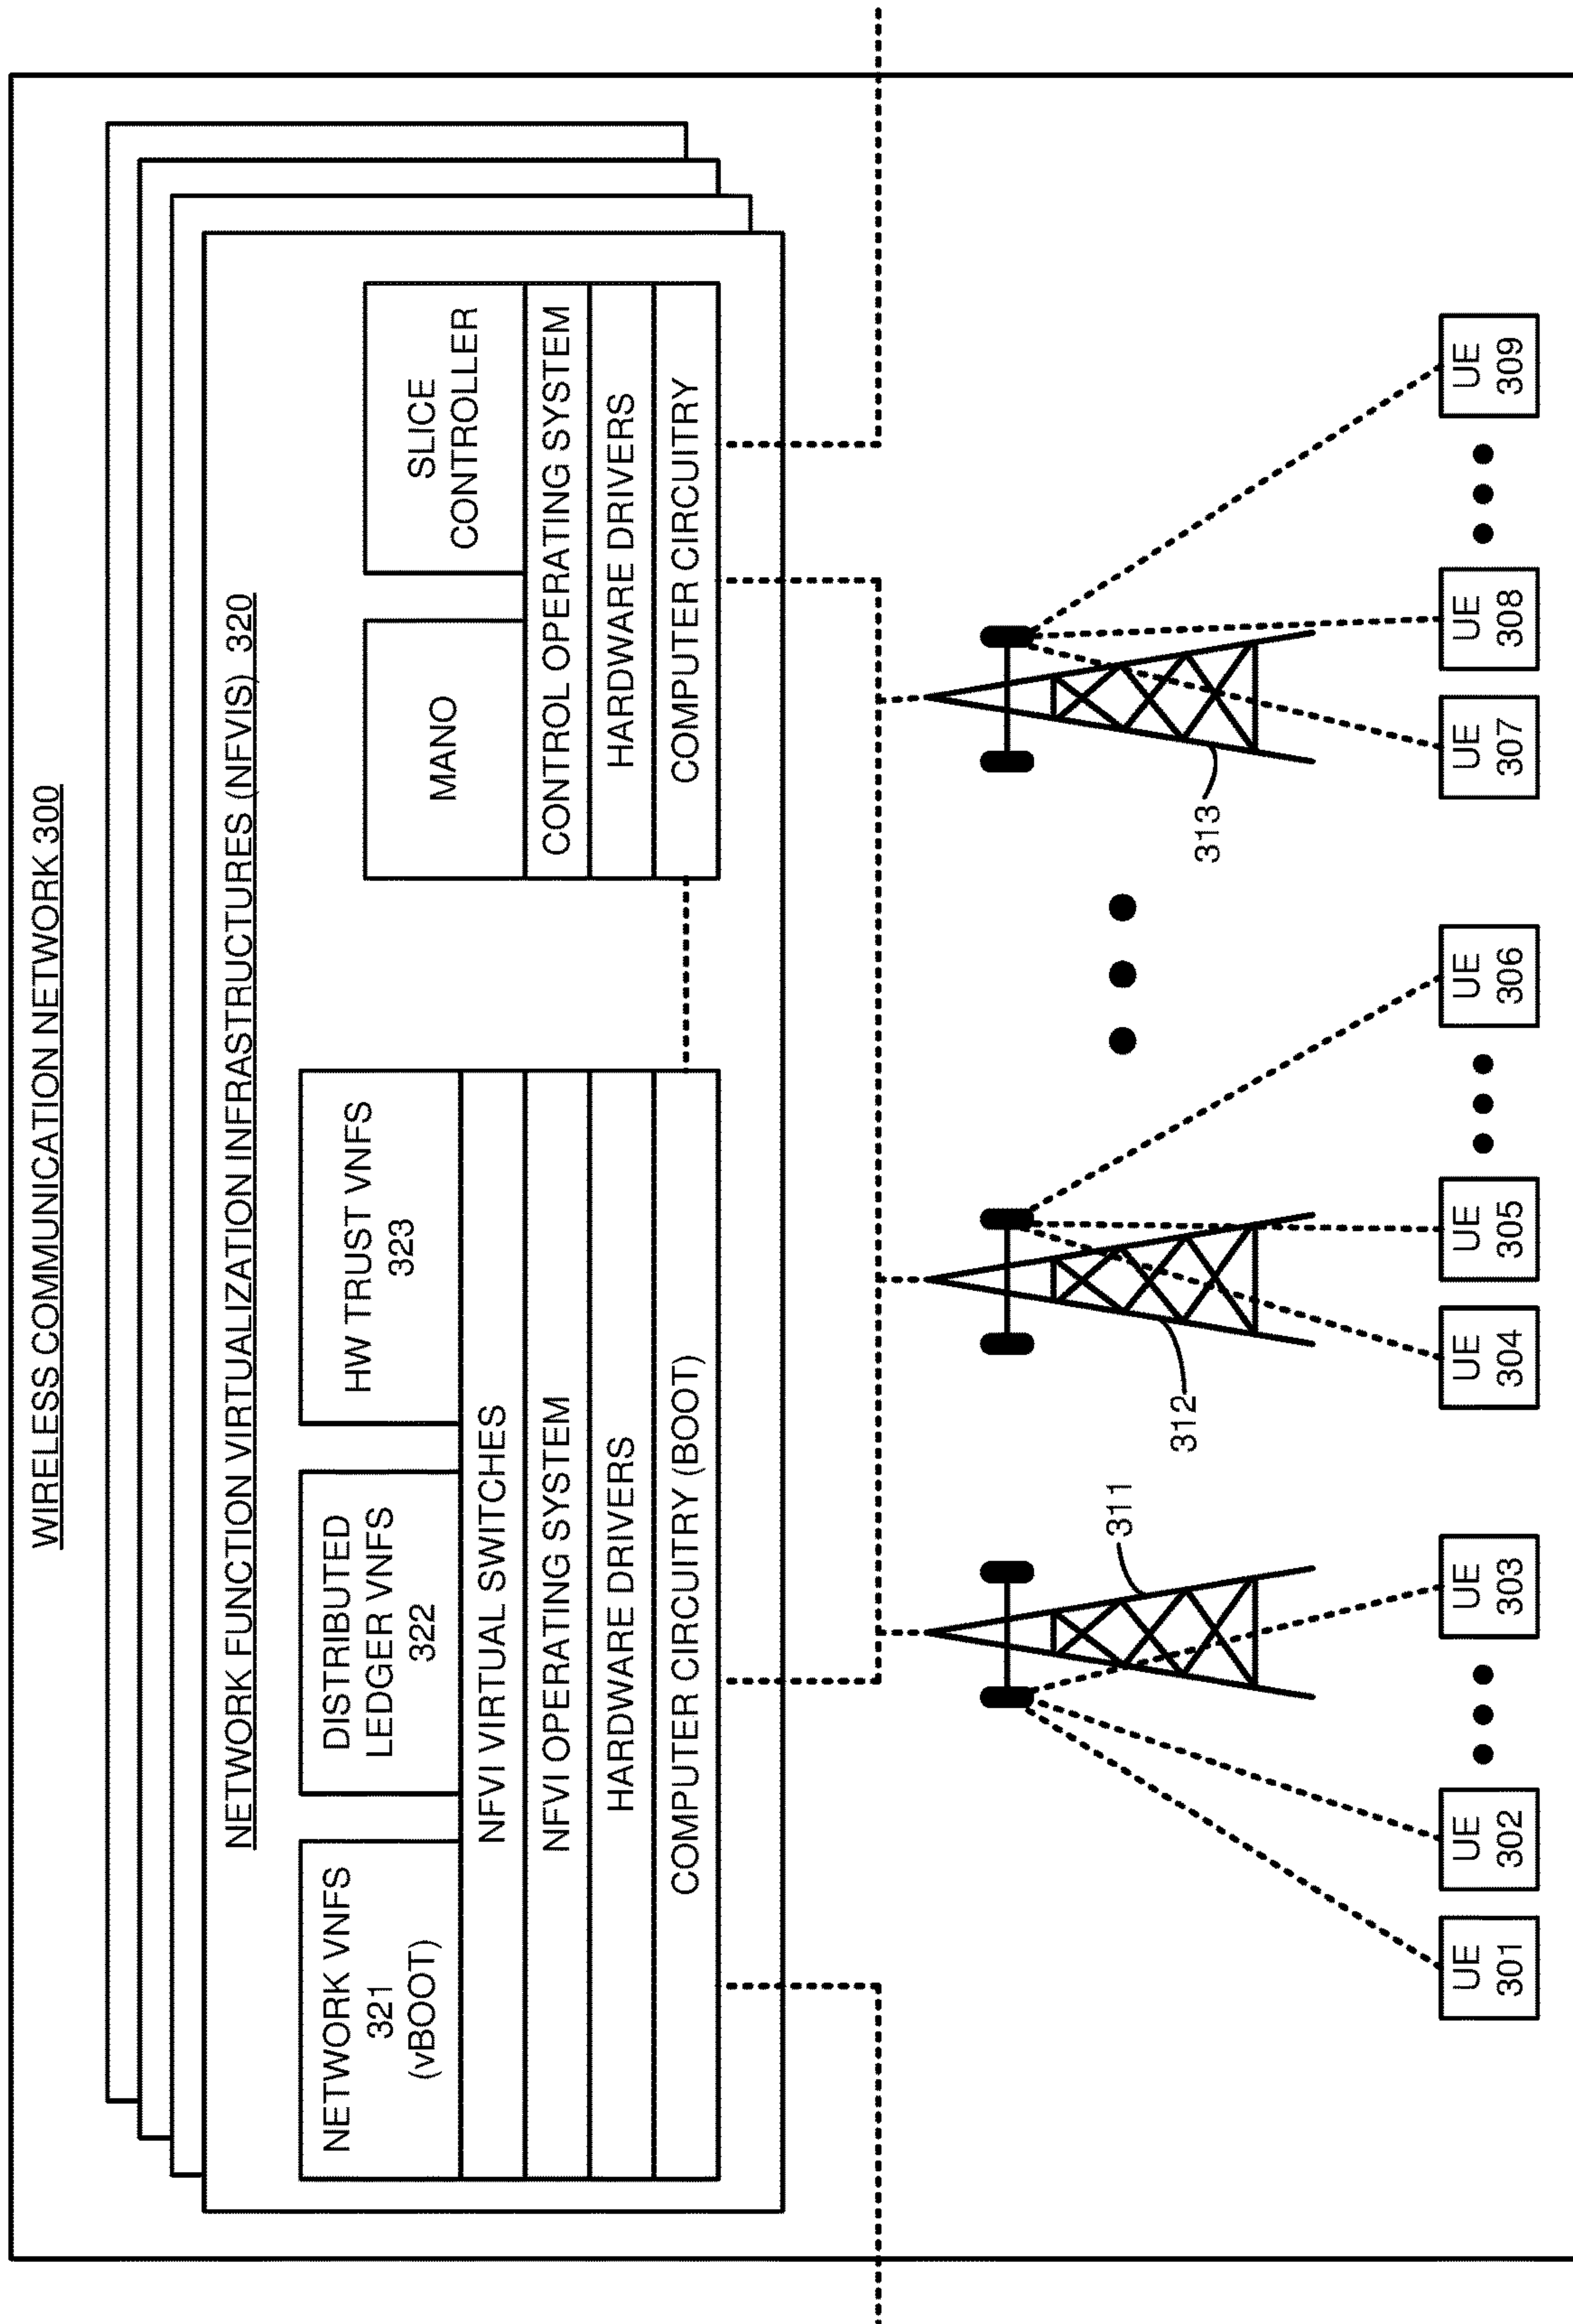 WIRELESS COMMUNICATION NETWORK 300
NETWORK FUNCTION VIRTUALIZATION INFRASTRUCTURES (NFVIS) 320
NETWORK VNFS
321
(vBOOT)
DISTRIBUTED
LEDGER VNFS
322
HW TRUST VNFS
323
NFVI VIRTUAL SWITCHES
NFVI OPERATING SYSTEM
HARDWARE DRIVERS
COMPUTER CIRCUITRY (BOOT)
MANO
SLICE
CONTROLLER
CONTROL OPERATING SYSTEM
HARDWARE DRIVERS
COMPUTER CIRCUITRY
311
312
313
UE
301
UE
302
UE
303
UE
304
UE
305
UE
306
UE
307
UE
308
UE
309